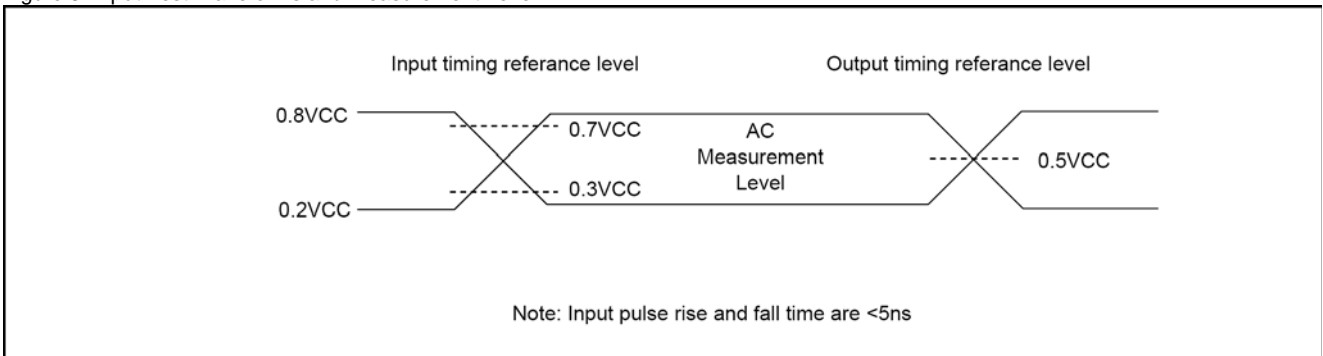 Input timing referance level
Output timing referance level
0.8VCC
0.7VCC
AC
Measurement
Level
0.5VCC
0.3VCC
0.2VCC
Note: Input pulse rise and fall time are <5ns